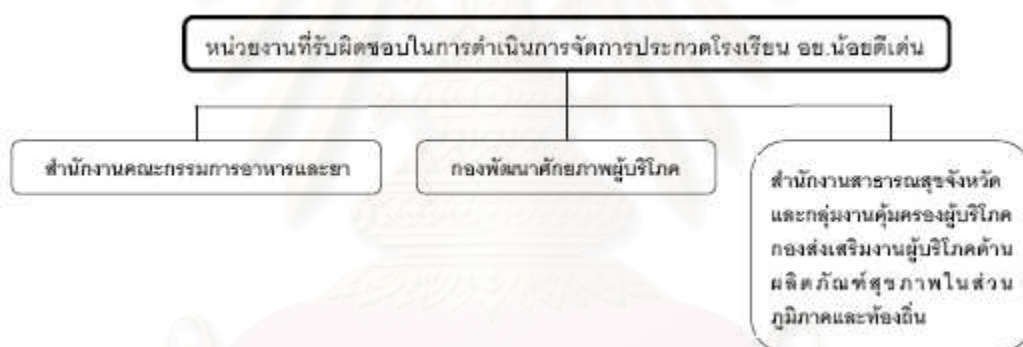 หน่วยงานที่รับผิดชอบในการดำเนินการจัดการประกวดโรงเรียน อย.น้อยดีเด่น
สำนักงานคณะกรรมการอาหารและยา
กองพัฒนาศักยภาพผู้บริโภค
สำนักงานสาธารณสุขจังหวัด
และกลุ่มงานคุ้มครองผู้บริโภค
กองส่งเสริมงานผู้บริโภคด้าน
ผลิตภัณฑ์สุขภาพในส่วน
ภูมิภาคและท้องถิ่น